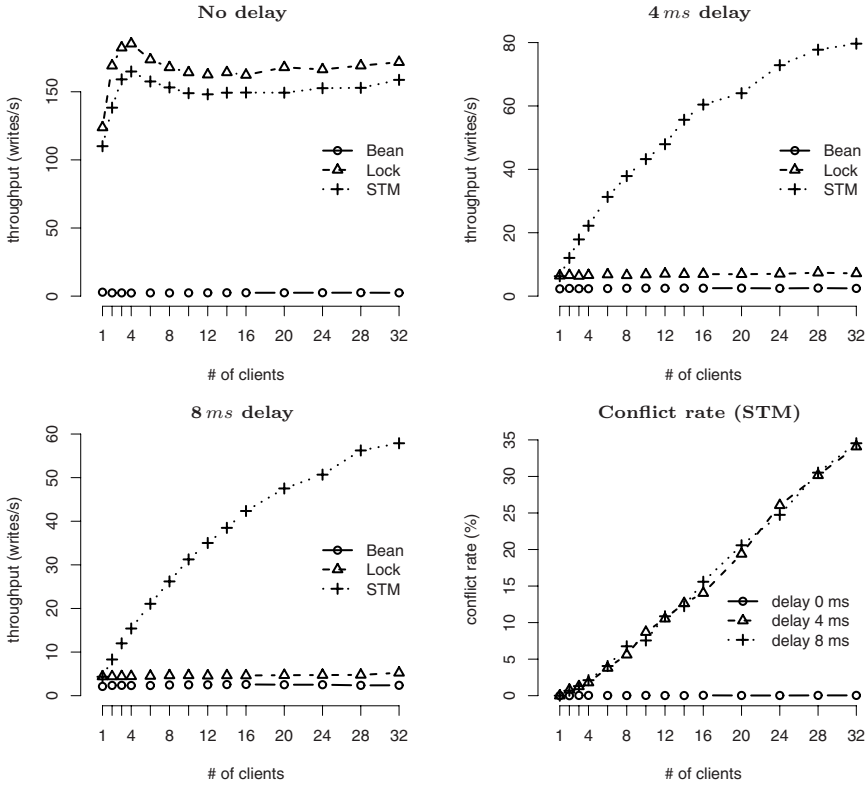 No delay
throughput (writes/s)
0 50 100 150
Bean
Lock
STM
1 4 8 12 16 20 24 28 32
# of clients
4 ms delay
throughput (writes/s)
0 20 40 60 80
Bean
Lock
STM
1 4 8 12 16 20 24 28 32
# of clients
8 ms delay
throughput (writes/s)
0 10 20 30 40 50 60
Bean
Lock
STM
1 4 8 12 16 20 24 28 32
# of clients
Conflict rate (STM)
conflict rate (%)
0 5 10 15 20 25 30 35
delay 0 ms
delay 4 ms
delay 8 ms
1 4 8 12 16 20 24 28 32
# of clients